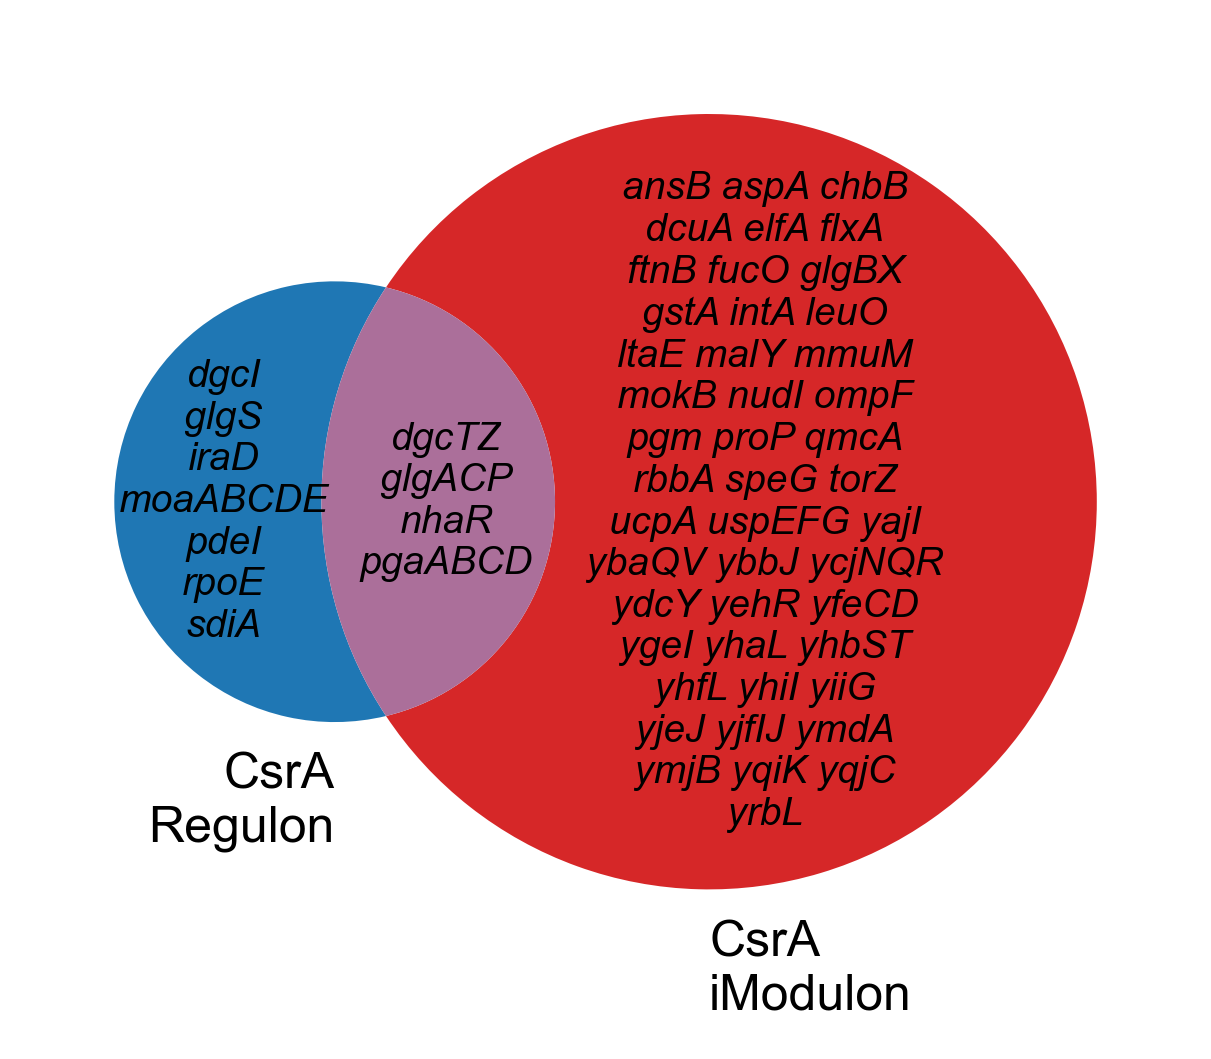 dgcI
glgS
iraD
moaABCDE
pdeI
rpoE
sdiA
dgcTZ
glgACP
nhaR
pgaABCD
ansB aspA chbB
dcuA elfA flxA
ftnB fucO glgBX
gstA intA leuO
ltaE malY mmuM
mokB nudI ompF
pgm proP qmcA
rbbA speG torZ
ucpA uspEFG yajI
ybaQV ybbJ ycjNQR
ydcY yehR yfeCD
ygeI yhaL yhbST
yhfL yhiI yiiG
yjeJ yjfIJ ymdA
ymjB yqiK yqjC
yrbL
CsrA
Regulon
CsrA
iModulon